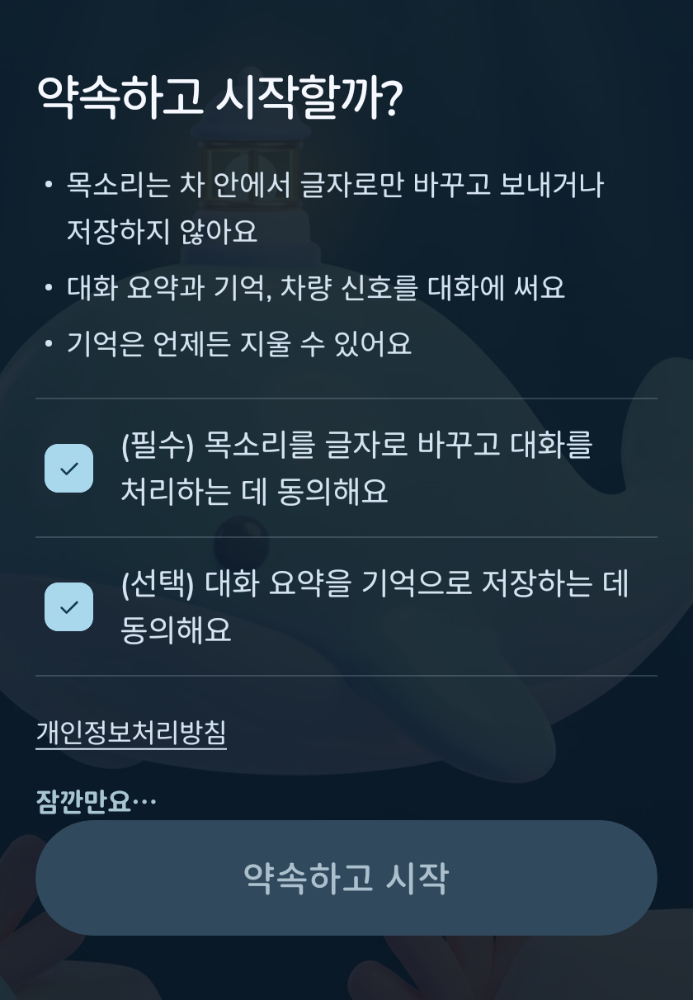 약속하고 시작할까?
• 목소리는 차 안에서 글자로만 바꾸고 보내거나
저장하지 않아요
• 대화 요약과 기억, 차량 신호를 대화에 써요
• 기억은 언제든 지울 수 있어요
(필수) 목소리를 글자로 바꾸고 대화를
처리하는 데 동의해요
(선택) 대화 요약을 기억으로 저장하는 데
동의해요
개인정보처리방침
잠깐만요…
약속하고 시작